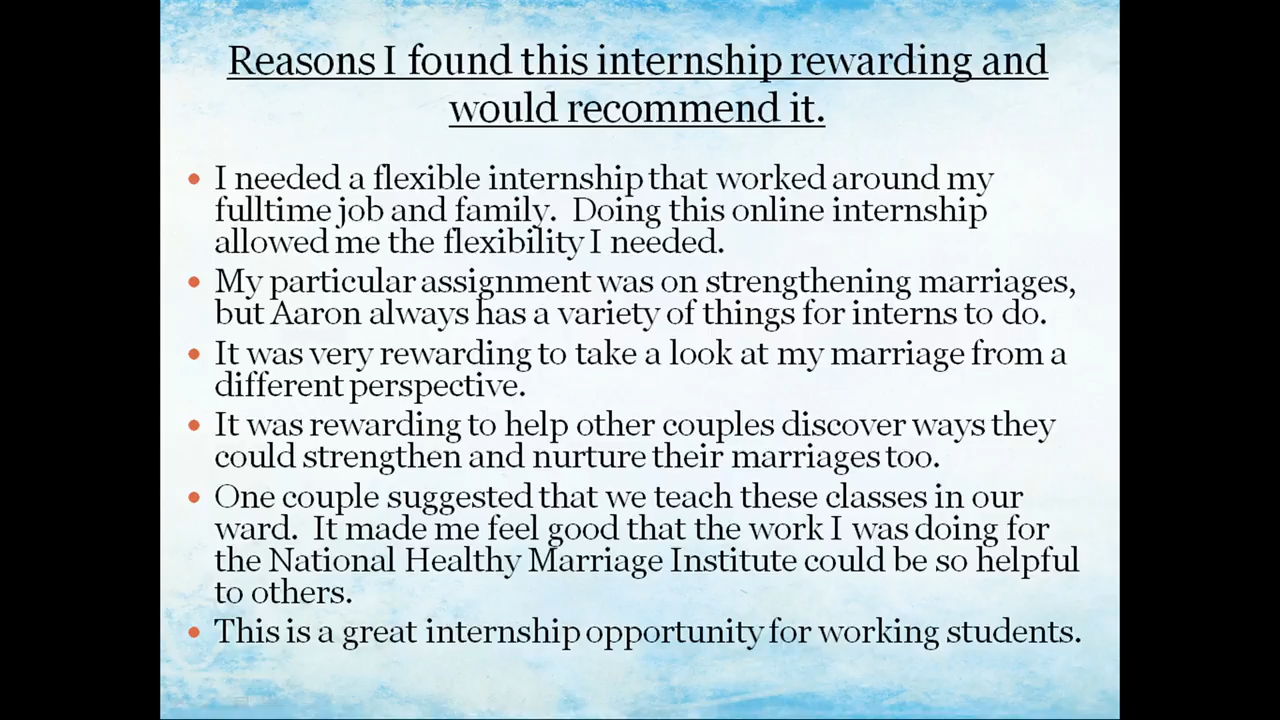 Reasons I found this internship rewarding and
would recommend it.
• I needed a flexible internship that worked around my
fulltime job and family.  Doing this online internship
allowed me the flexibility I needed.
• My particular assignment was on strengthening marriages,
but Aaron always has a variety of things for interns to do.
• It was very rewarding to take a look at my marriage from a
different perspective.
• It was rewarding to help other couples discover ways they
could strengthen and nurture their marriages too.
• One couple suggested that we teach these classes in our
ward.  It made me feel good that the work I was doing for
the National Healthy Marriage Institute could be so helpful
to others.
• This is a great internship opportunity for working students.